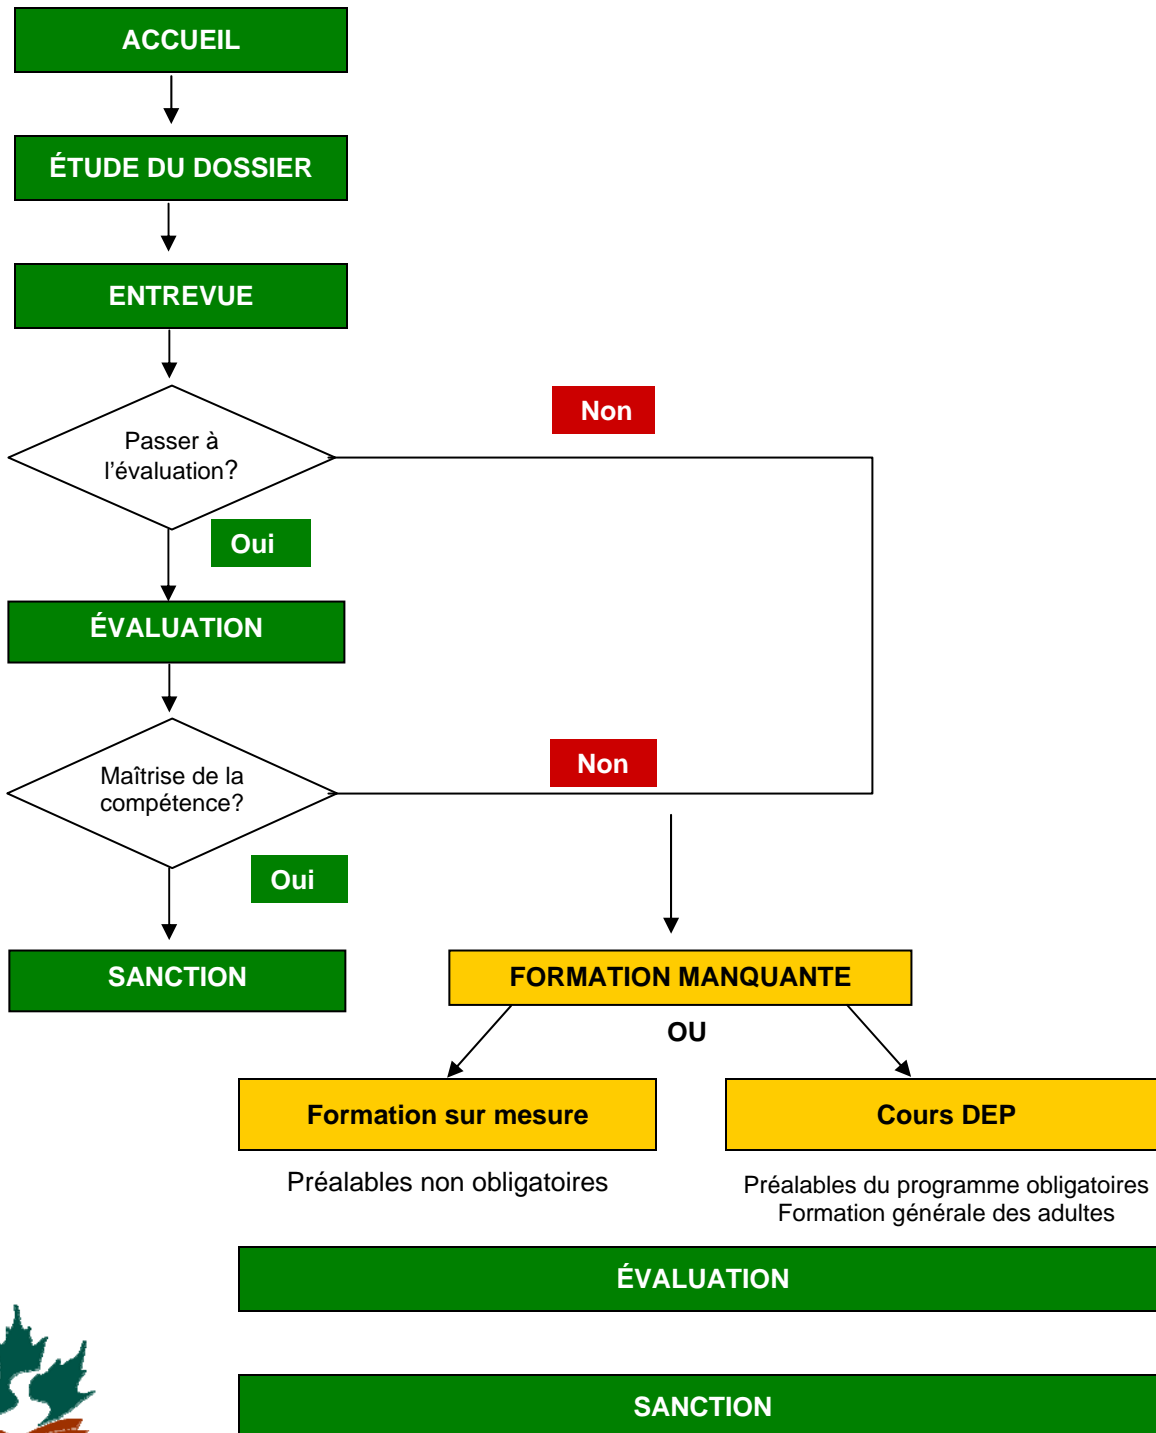 ACCUEIL
ÉTUDE DU DOSSIER
ENTREVUE
Non
Passer à
l’évaluation?
Oui
ÉVALUATION
Non
Maîtrise de la
compétence?
Oui
SANCTION
FORMATION MANQUANTE
OU
Formation sur mesure
Cours DEP
Préalables non obligatoires
Préalables du programme obligatoires
Formation générale des adultes
ÉVALUATION
SANCTION